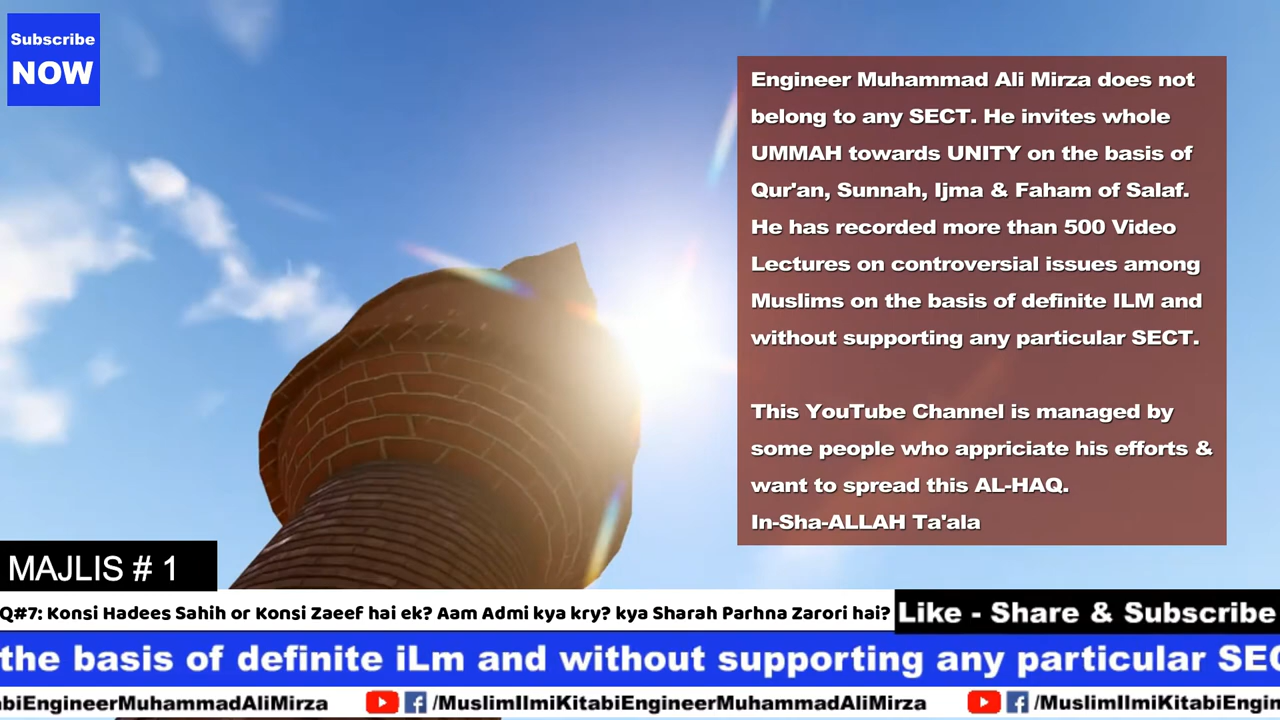 Subscribe
NOW
Engineer Muhammad Ali Mirza does not
belong to any SECT. He invites whole
UMMAH towards UNITY on the basis of
Qur'an, Sunnah, Ijma & Faham of Salaf.
He has recorded more than 500 Video
Lectures on controversial issues among
Muslims on the basis of definite ILM and
without supporting any particular SECT.
This YouTube Channel is managed by
some people who appriciate his efforts &
want to spread this AL-HAQ.
In-Sha-ALLAH Ta'ala
MAJLIS # 1
Q#7: Konsi Hadees Sahih or Konsi Zaeef hai ek? Aam Admi kya kry? kya Sharah Parhna Zarori hai?
Like - Share & Subscribe
the basis of definite iLm and without supporting any particular SEC
abiEngineerMuhammadAliMirza /MuslimIlmiKitabiEngineerMuhammadAliMirza /MuslimIlmiKitabiEngineerM